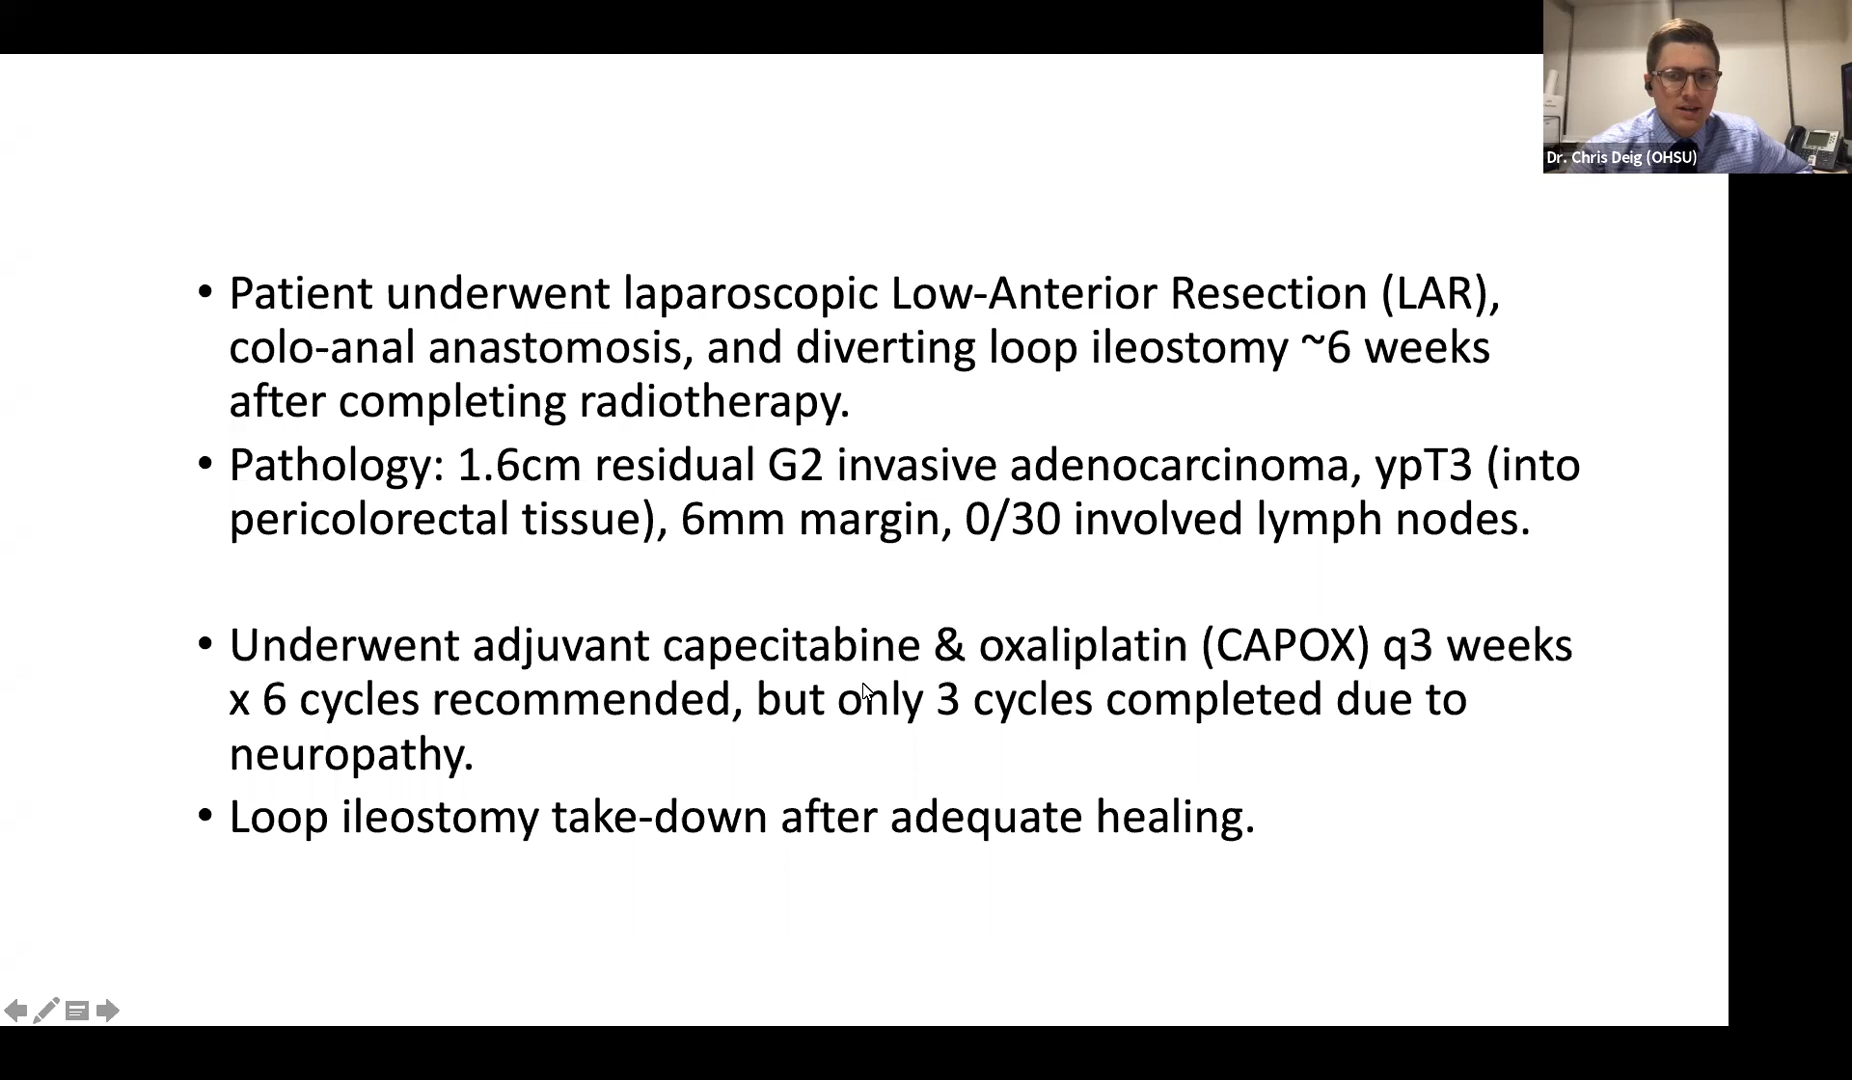 Dr. Chris Deig (OHSU)
• Patient underwent laparoscopic Low-Anterior Resection (LAR),
colo-anal anastomosis, and diverting loop ileostomy ~6 weeks
after completing radiotherapy.
• Pathology: 1.6cm residual G2 invasive adenocarcinoma, ypT3 (into
pericolorectal tissue), 6mm margin, 0/30 involved lymph nodes.
• Underwent adjuvant capecitabine & oxaliplatin (CAPOX) q3 weeks
x 6 cycles recommended, but only 3 cycles completed due to
neuropathy.
• Loop ileostomy take-down after adequate healing.